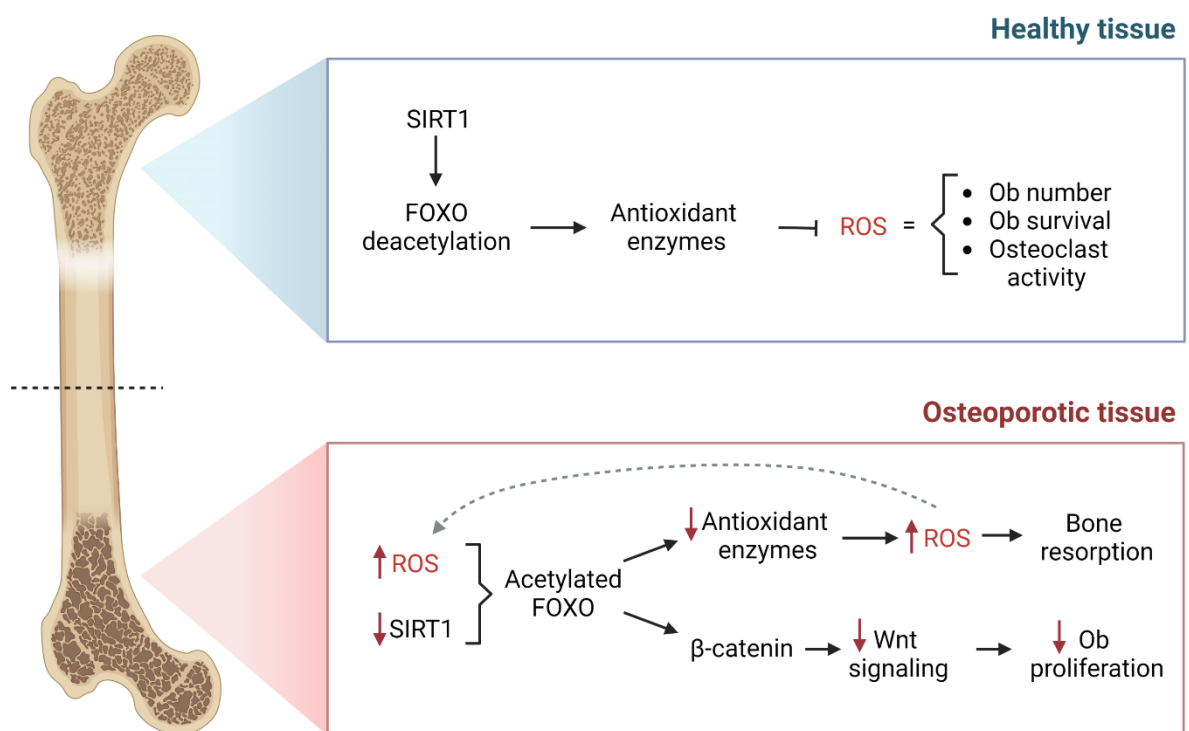 Healthy tissue
SIRT1
FOXO
deacetylation
Antioxidant
enzymes
ROS =
• Ob number
• Ob survival
• Osteoclast
activity
Osteoporotic tissue
ROS
SIRT1
Acetylated
FOXO
Antioxidant
enzymes
ROS
Bone
resorption
β-catenin
Wnt
signaling
Ob
proliferation